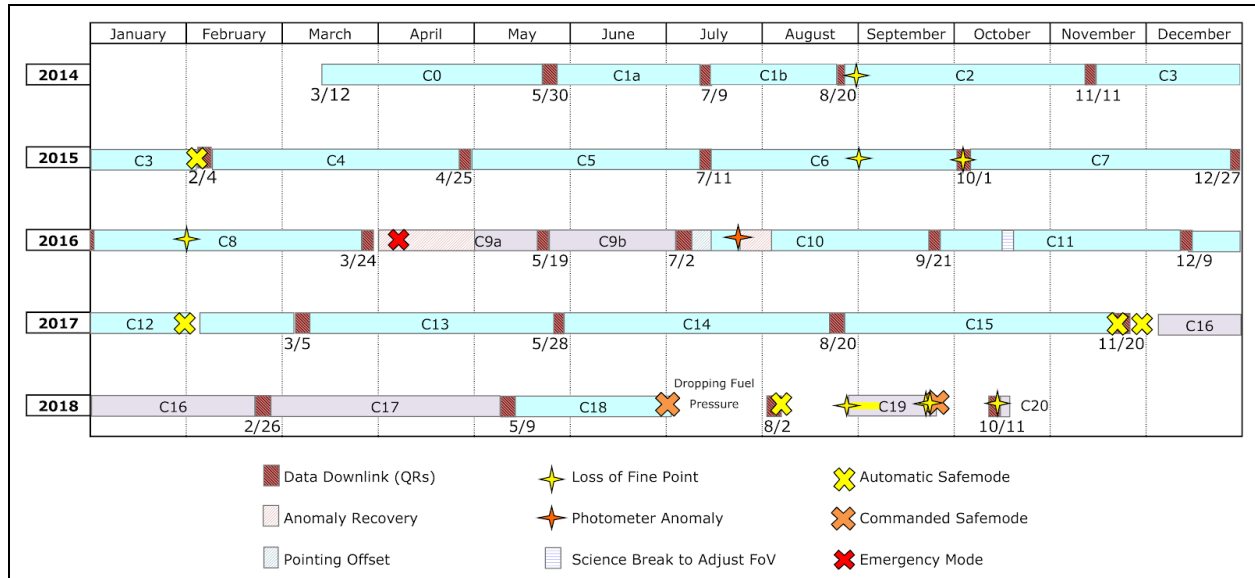 January February March April May June July August September October November December
2014 C0 C1a C1b C2 C3
3/12 5/30 7/9 8/20 11/11
2015 C3 C4 C5 C6 C7
2/4 4/25 7/11 10/1 12/27
2016 C8 C9a C9b C10 C11
3/24 5/19 7/2 9/21 12/9
2017 C12 C13 C14 C15 C16
3/5 5/28 8/20 11/20
Dropping Fuel
Pressure
2018 C16 C17 C18 C19 C20
2/26 5/9 8/2 10/11
Data Downlink (QRs) Loss of Fine Point Automatic Safemode
Anomaly Recovery Photometer Anomaly Commanded Safemode
Pointing Offset Science Break to Adjust FoV Emergency Mode